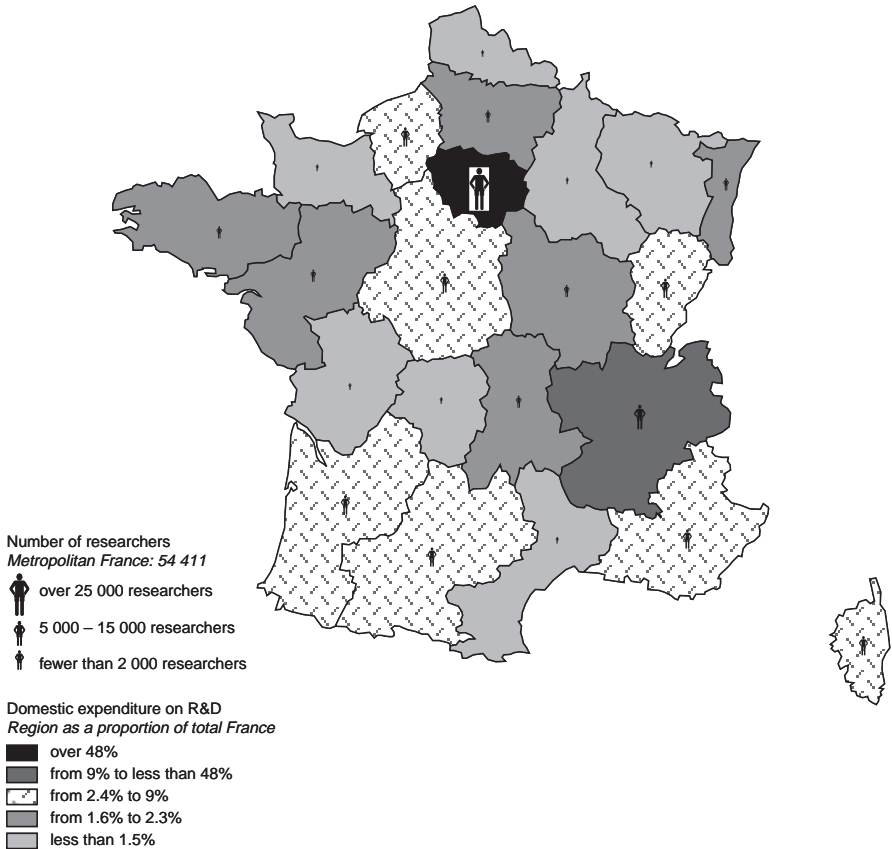 Number of researchers
Metropolitan France: 54 411
over 25 000 researchers
5 000 – 15 000 researchers
fewer than 2 000 researchers
Domestic expenditure on R&D
Region as a proportion of total France
over 48%
from 9% to less than 48%
from 2.4% to 9%
from 1.6% to 2.3%
less than 1.5%